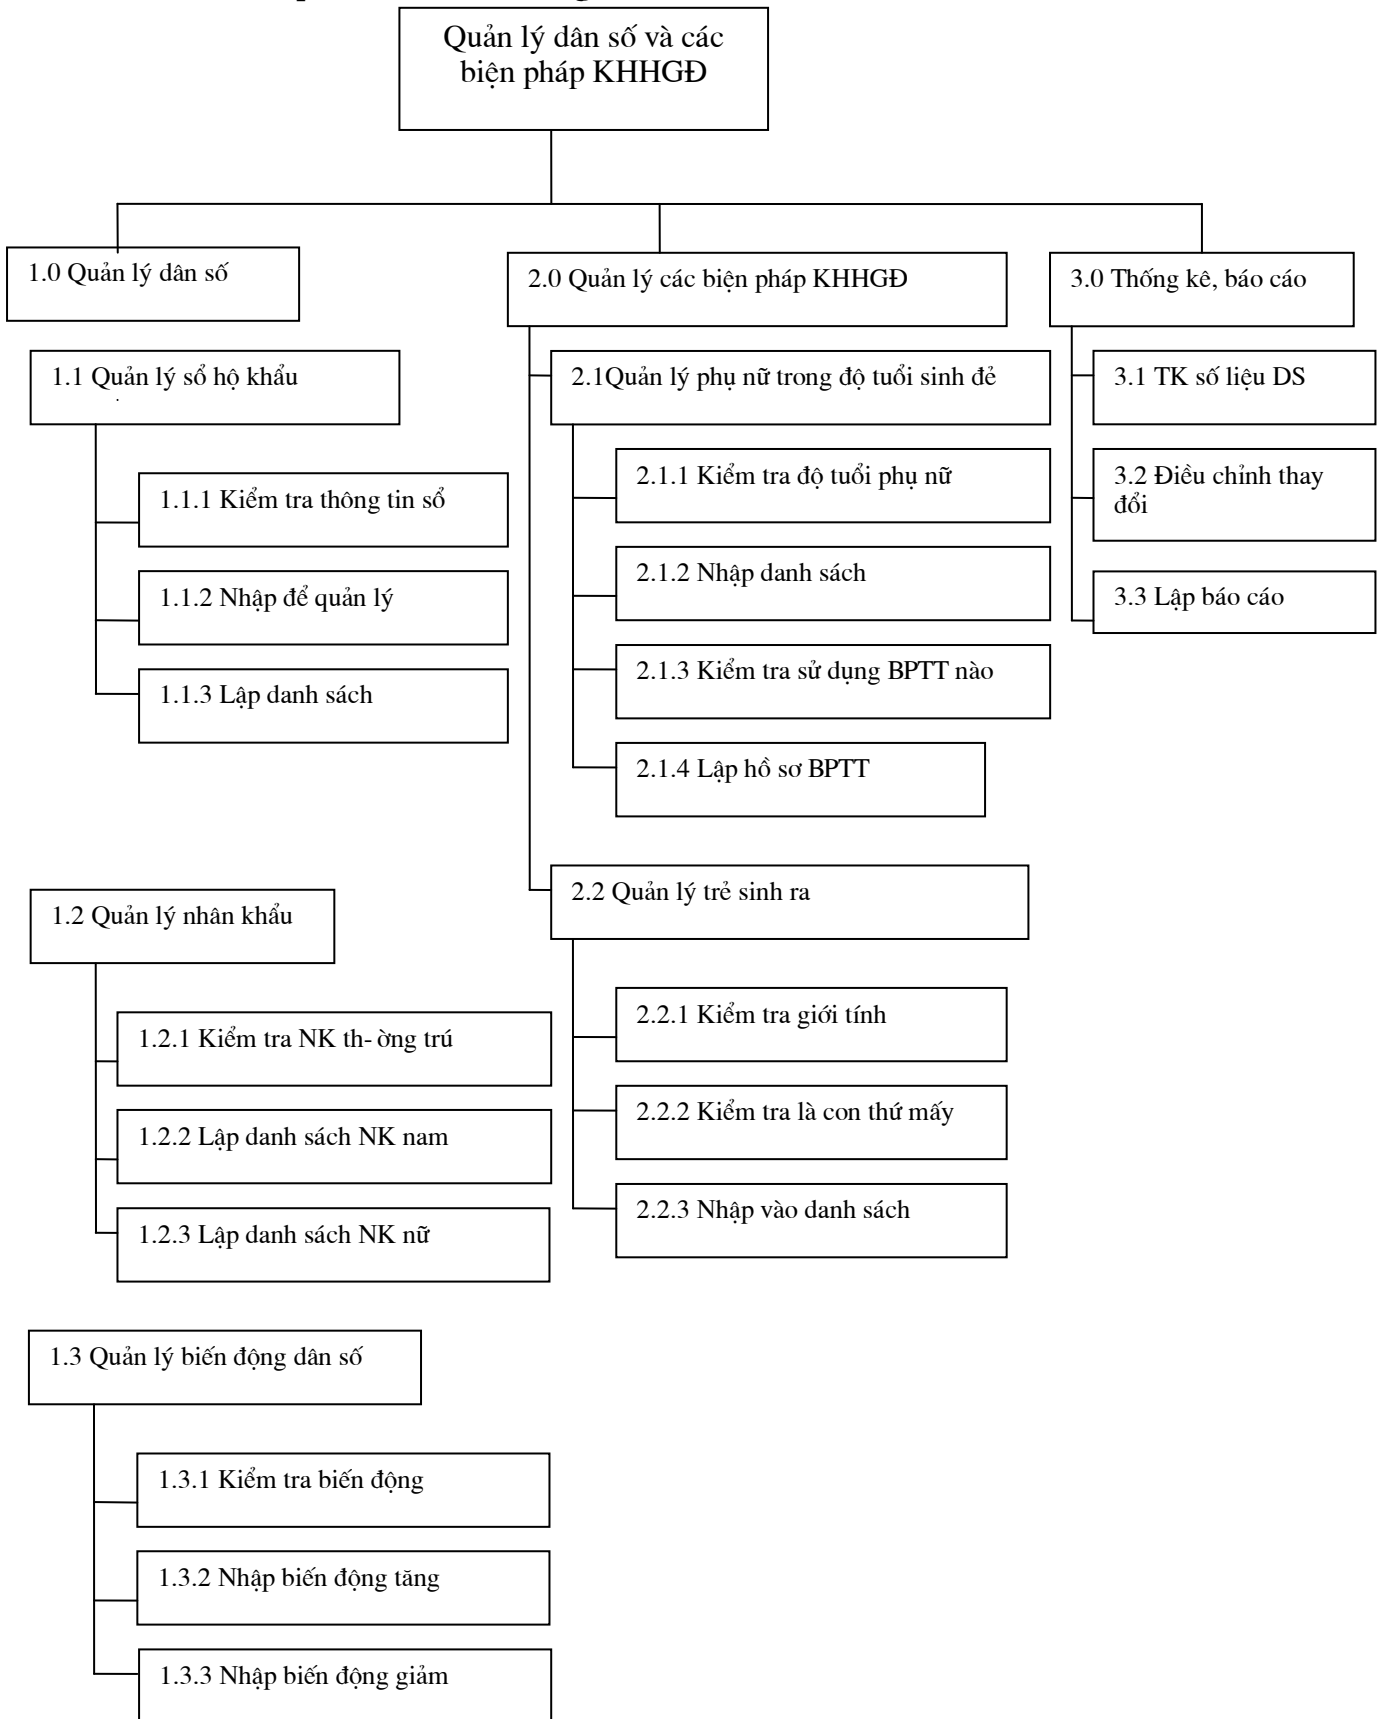 Quản lý dân số và các
biện pháp KHHGĐ
1.0 Quản lý dân số
1.1 Quản lý sổ hộ khẩu
1.1.1 Kiểm tra thông tin sổ
1.1.2 Nhập để quản lý
1.1.3 Lập danh sách
1.2 Quản lý nhân khẩu
1.2.1 Kiểm tra NK th- ờng trú
1.2.2 Lập danh sách NK nam
1.2.3 Lập danh sách NK nữ
1.3 Quản lý biến động dân số
1.3.1 Kiểm tra biến động
1.3.2 Nhập biến động tăng
1.3.3 Nhập biến động giảm
2.0 Quản lý các biện pháp KHHGĐ
2.1Quản lý phụ nữ trong độ tuổi sinh đẻ
2.1.1 Kiểm tra độ tuổi phụ nữ
2.1.2 Nhập danh sách
2.1.3 Kiểm tra sử dụng BPTT nào
2.1.4 Lập hồ sơ BPTT
2.2 Quản lý trẻ sinh ra
2.2.1 Kiểm tra giới tính
2.2.2 Kiểm tra là con thứ mấy
2.2.3 Nhập vào danh sách
3.0 Thống kê, báo cáo
3.1 TK số liệu DS
3.2 Điều chỉnh thay
đổi
3.3 Lập báo cáo